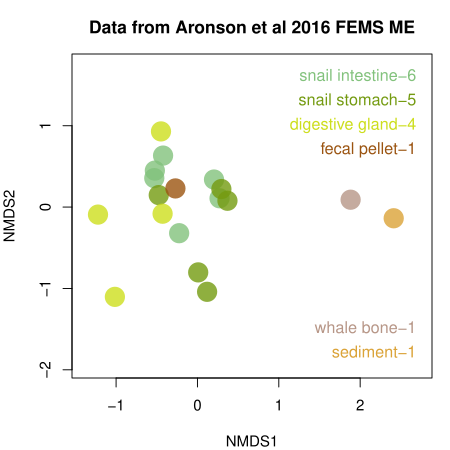 Data from Aronson et al 2016 FEMS ME
snail intestine−6
snail stomach−5
digestive gland−4
fecal pellet−1
1
0
−1
−2
NMDS2
whale bone−1
sediment−1
−1
0
1
2
NMDS1